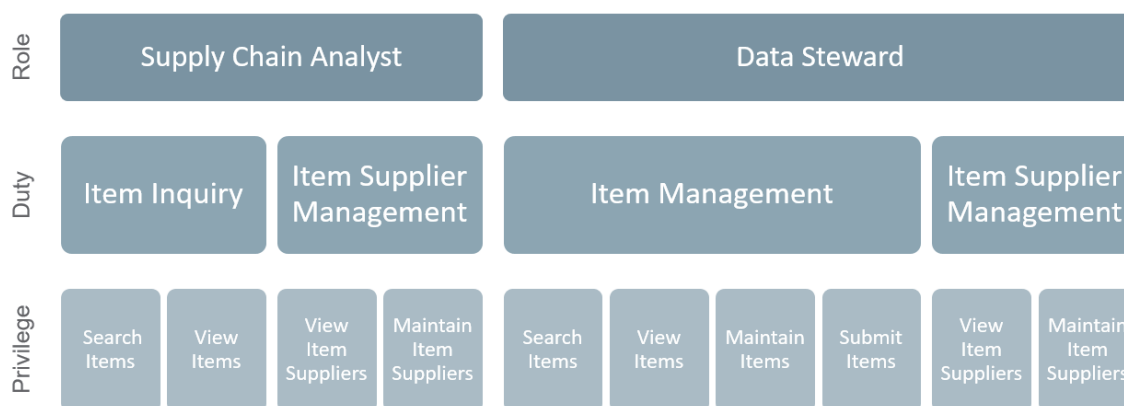 Role
Supply Chain Analyst
Data Steward
Duty
Item Inquiry
Item Supplier
Management
Item Management
Item Supplier
Management
Privilege
Search
Items
View
Items
View
Item
Suppliers
Maintain
Item
Suppliers
Search
Items
View
Items
Maintain
Items
Submit
Items
View
Item
Suppliers
Maintain
Item
Suppliers